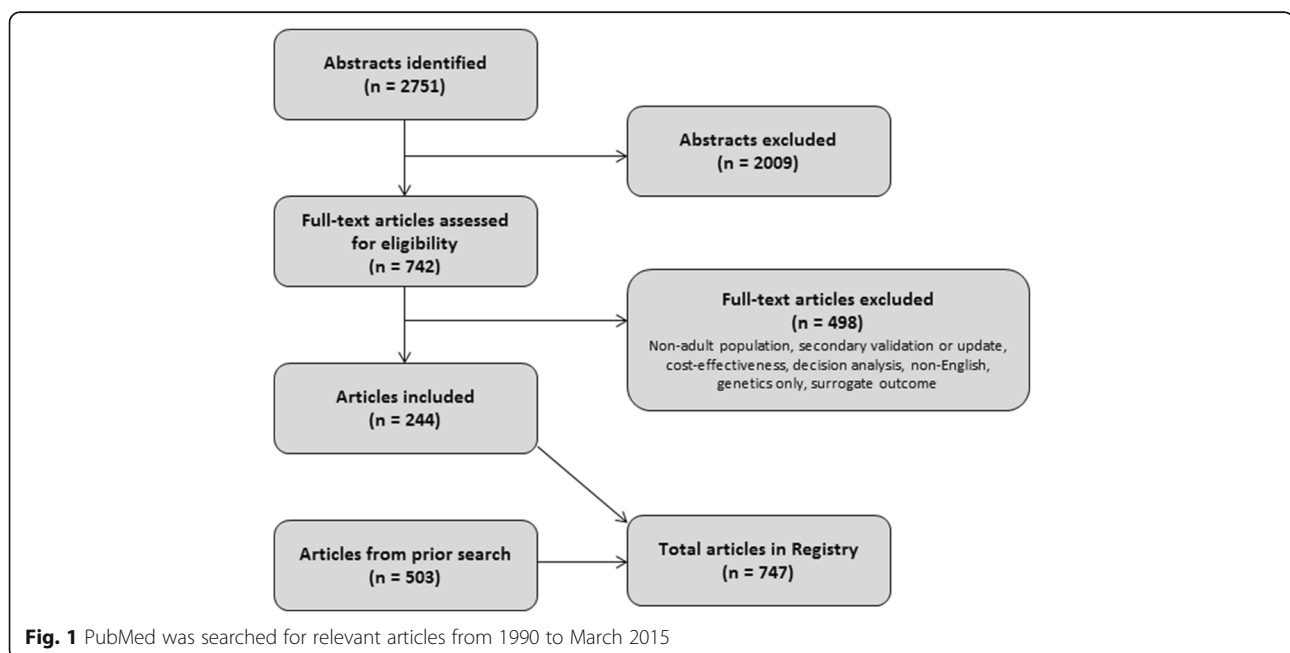 Abstracts identified
(n = 2751)
Abstracts excluded
(n = 2009)
Full-text articles assessed
for eligibility
(n = 742)
Full-text articles excluded
(n = 498)
Non-adult population, secondary validation or update,
cost-effectiveness, decision analysis, non-English,
genetics only, surrogate outcome
Articles included
(n = 244)
Articles from prior search
(n = 503)
Total articles in Registry
(n = 747)
Fig. 1 PubMed was searched for relevant articles from 1990 to March 2015